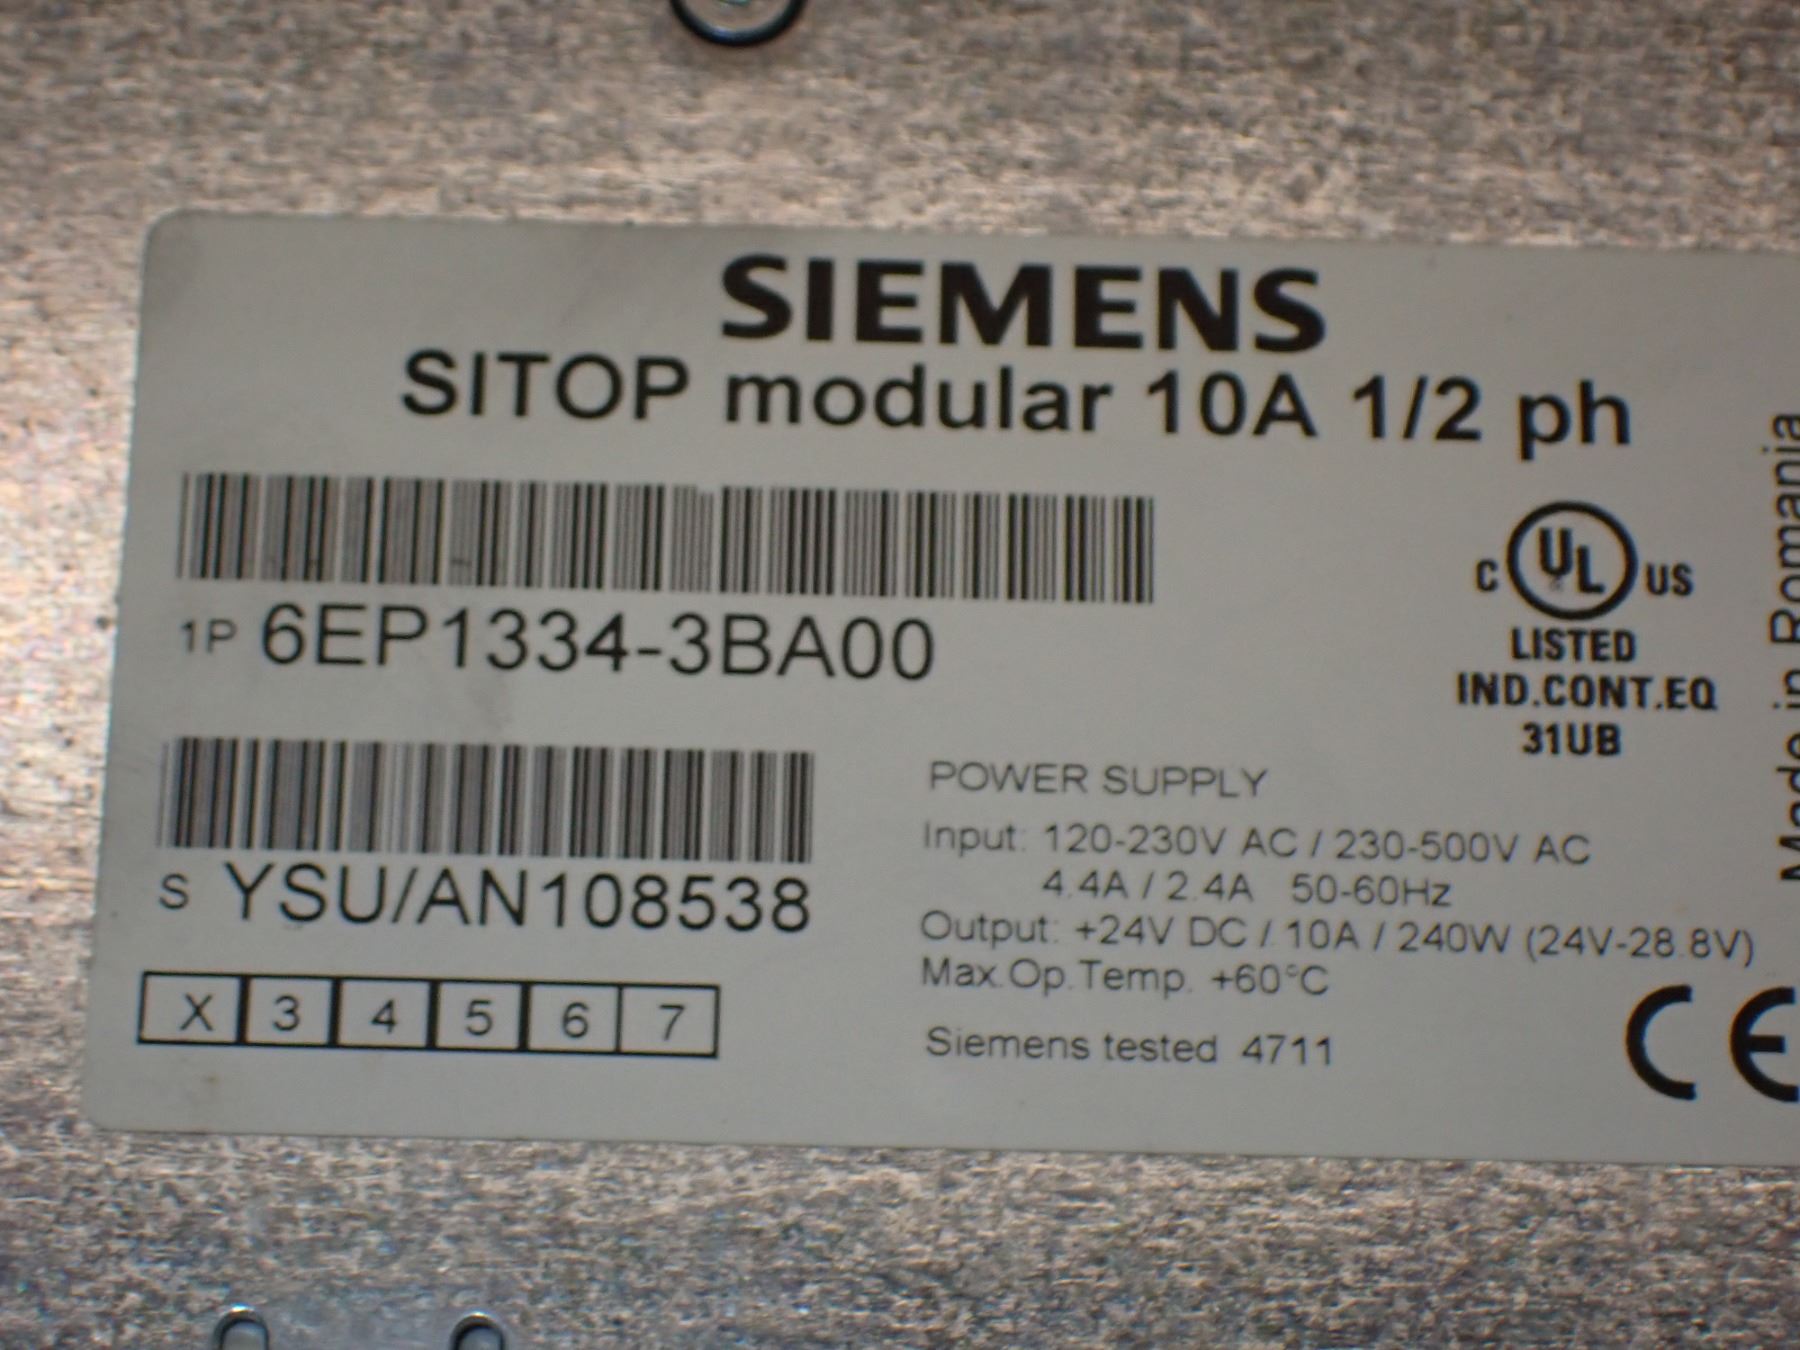 SIEMENS
SITOP modular 10A 1/2 ph
1P 6EP1334-3BA00
C UL US
LISTED
IND.CONT.EQ
31UB
S YSU/AN108538
X 3 4 5 6 7
POWER SUPPLY
Input: 120-230V AC / 230-500V AC
4.4A / 2.4A 50-60Hz
Output: +24V DC / 10A / 240W (24V-28.8V)
Max.Op.Temp. +60°C
Siemens tested 4711
CE
Made in Romania